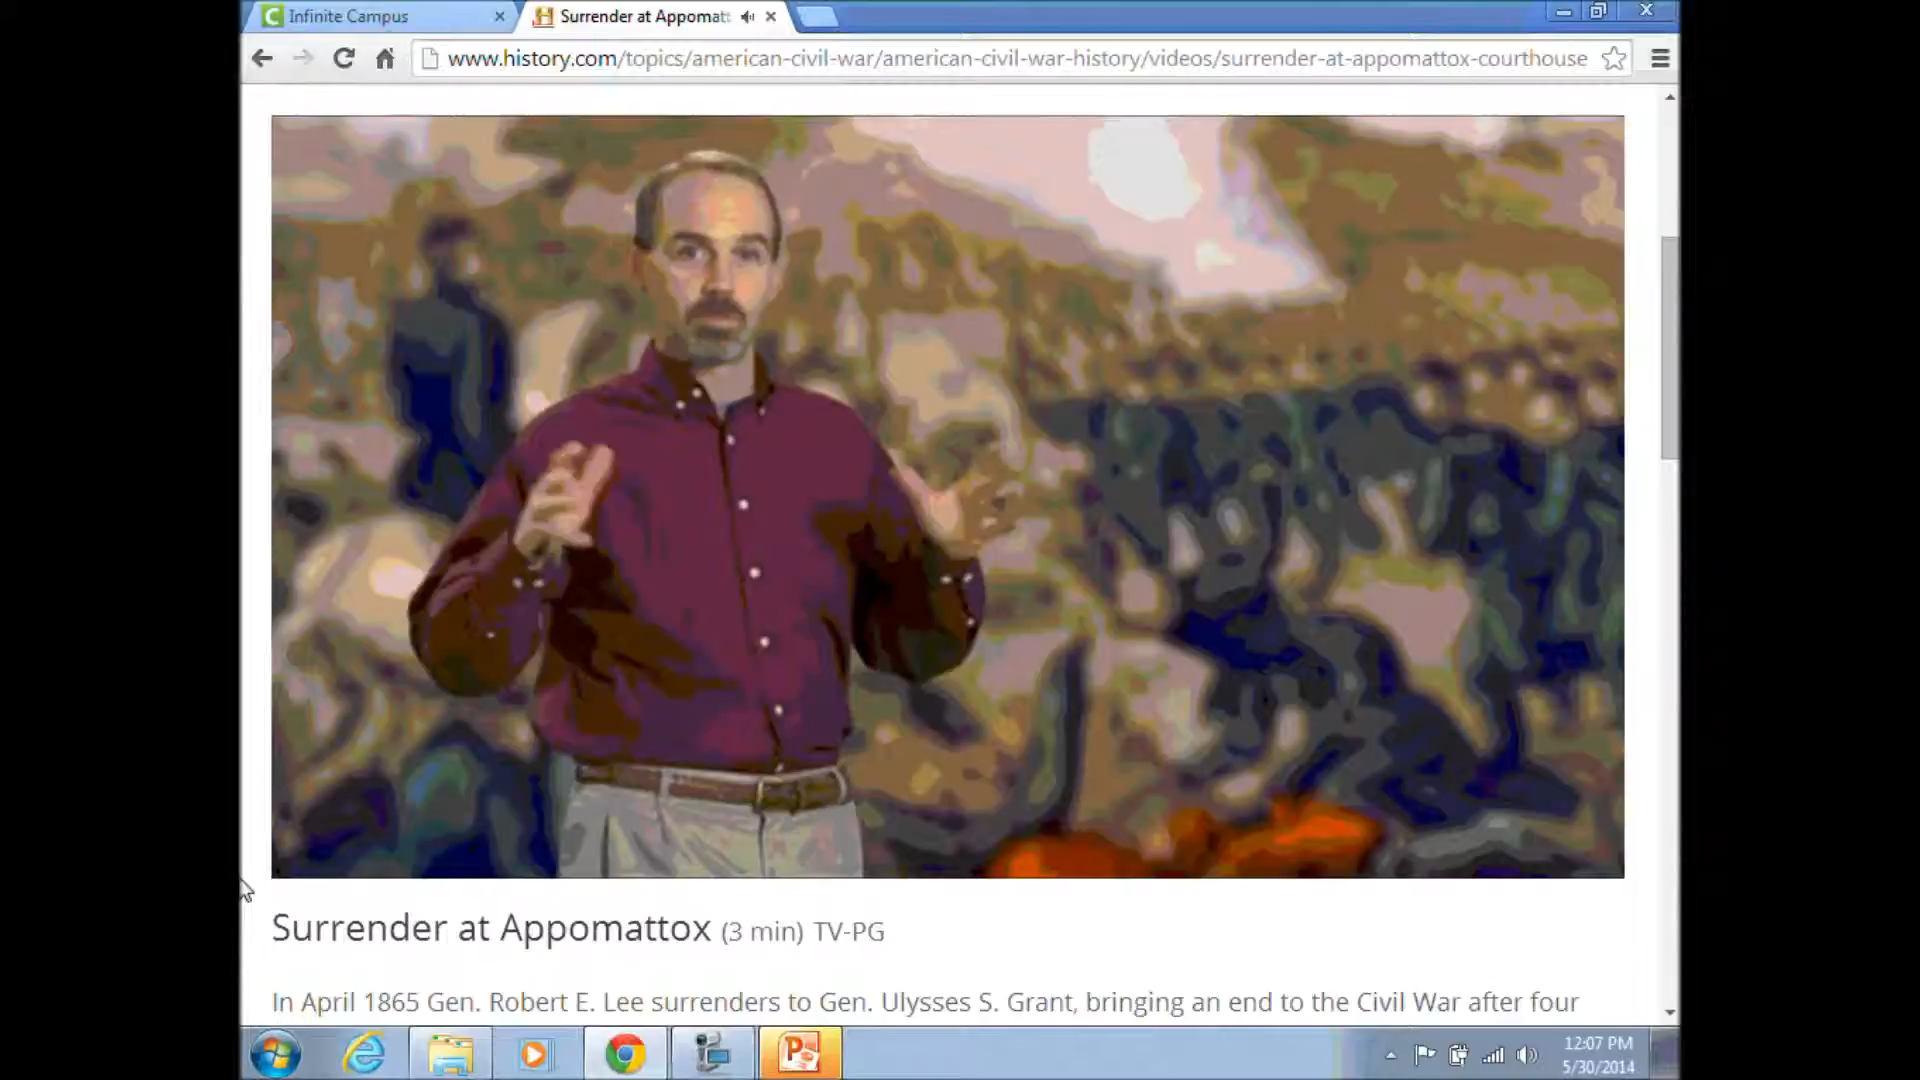 Infinite Campus
Surrender at Appomatt
www.history.com/topics/american-civil-war/american-civil-war-history/videos/surrender-at-appomattox-courthouse
Surrender at Appomattox (3 min) TV-PG
In April 1865 Gen. Robert E. Lee surrenders to Gen. Ulysses S. Grant, bringing an end to the Civil War after four
12:07 PM
5/30/2014